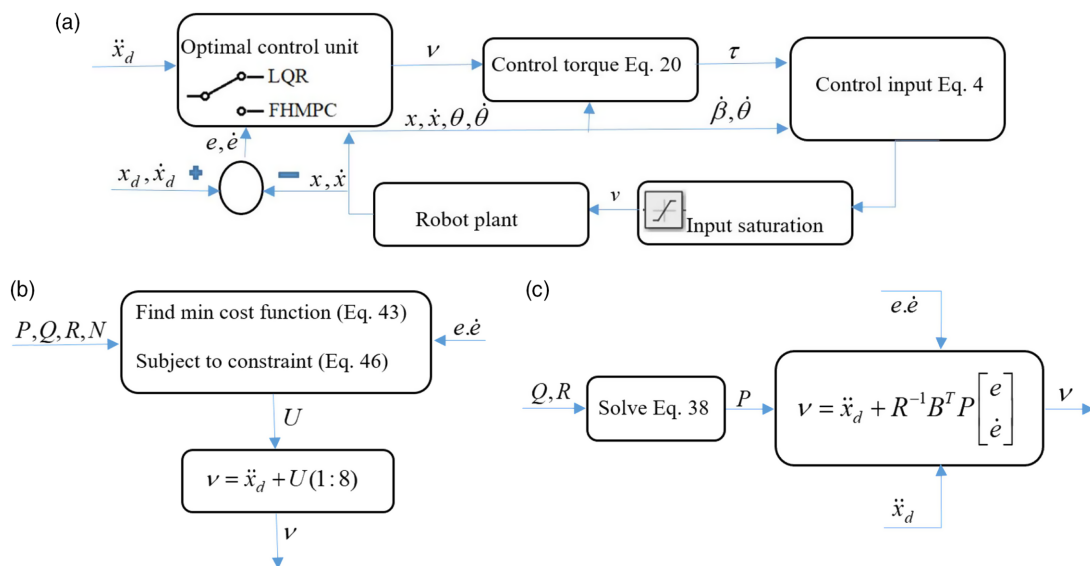 (a)
ẍ_d
Optimal control unit
LQR
FHMPC
ν
Control torque Eq. 20
τ
Control input Eq. 4
x, ẋ, θ, θ̇
β̇, θ̇
e, ė
x_d, ẋ_d
+
−
x, ẋ
Robot plant
v
Input saturation
(b)
P, Q, R, N
Find min cost function (Eq. 43)
Subject to constraint (Eq. 46)
e.ė
U
ν = ẍ_d + U(1:8)
ν
(c)
e.ė
Q, R
Solve Eq. 38
P
ν = ẍ_d + R⁻¹BᵀP[e ė]
ν
ẍ_d